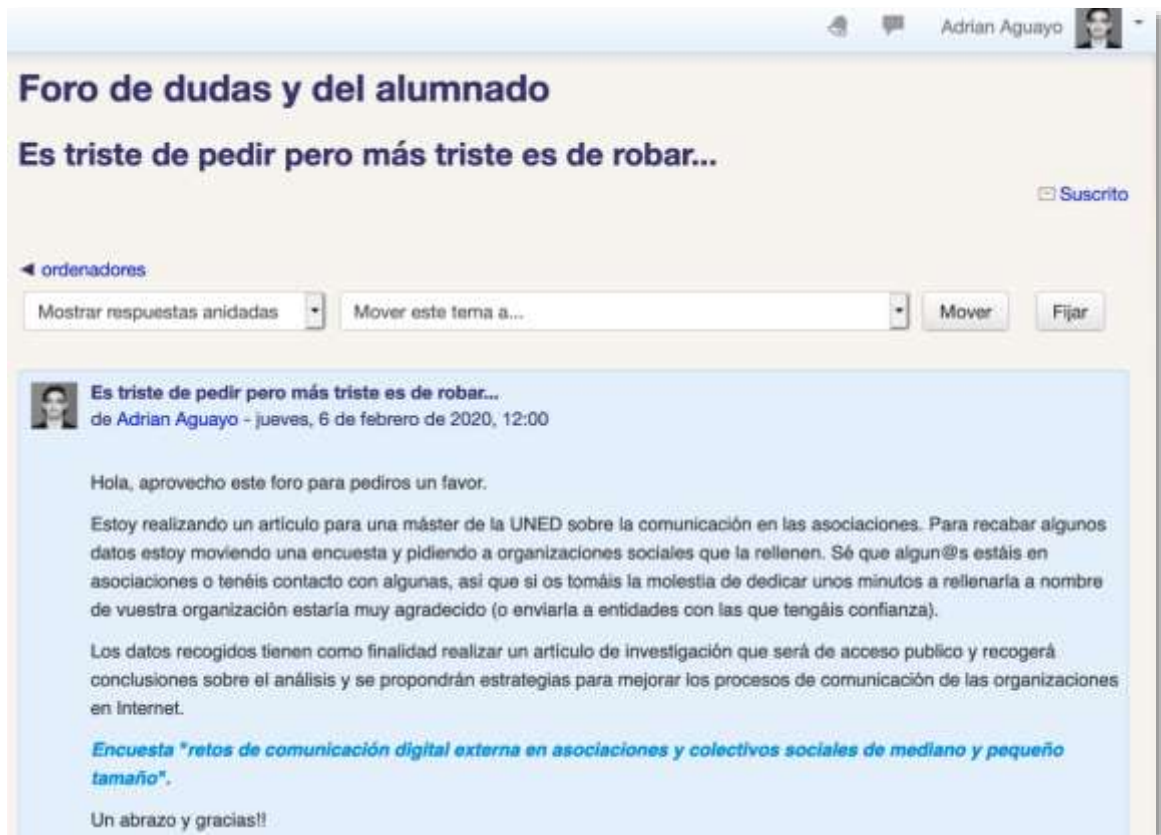 Adrian Aguayo
Foro de dudas y del alumnado
Es triste de pedir pero más triste es de robar...
Suscrito
ordenadores
Mostrar respuestas anidadas Mover este tema a... Mover Fijar
Es triste de pedir pero más triste es de robar...
de Adrian Aguayo - jueves, 6 de febrero de 2020, 12:00
Hola, aprovecho este foro para pediros un favor.
Estoy realizando un artículo para una máster de la UNED sobre la comunicación en las asociaciones. Para recabar algunos
datos estoy moviendo una encuesta y pidiendo a organizaciones sociales que la rellenen. Sé que algun@s estáis en
asociaciones o tenéis contacto con algunas, así que si os tomáis la molestia de dedicar unos minutos a rellenarla a nombre
de vuestra organización estaría muy agradecido (o enviarla a entidades con las que tengáis confianza).
Los datos recogidos tienen como finalidad realizar un artículo de investigación que será de acceso publico y recogerá
conclusiones sobre el análisis y se propondrán estrategias para mejorar los procesos de comunicación de las organizaciones
en Internet.
Encuesta "retos de comunicación digital externa en asociaciones y colectivos sociales de mediano y pequeño
tamaño".
Un abrazo y gracias!!